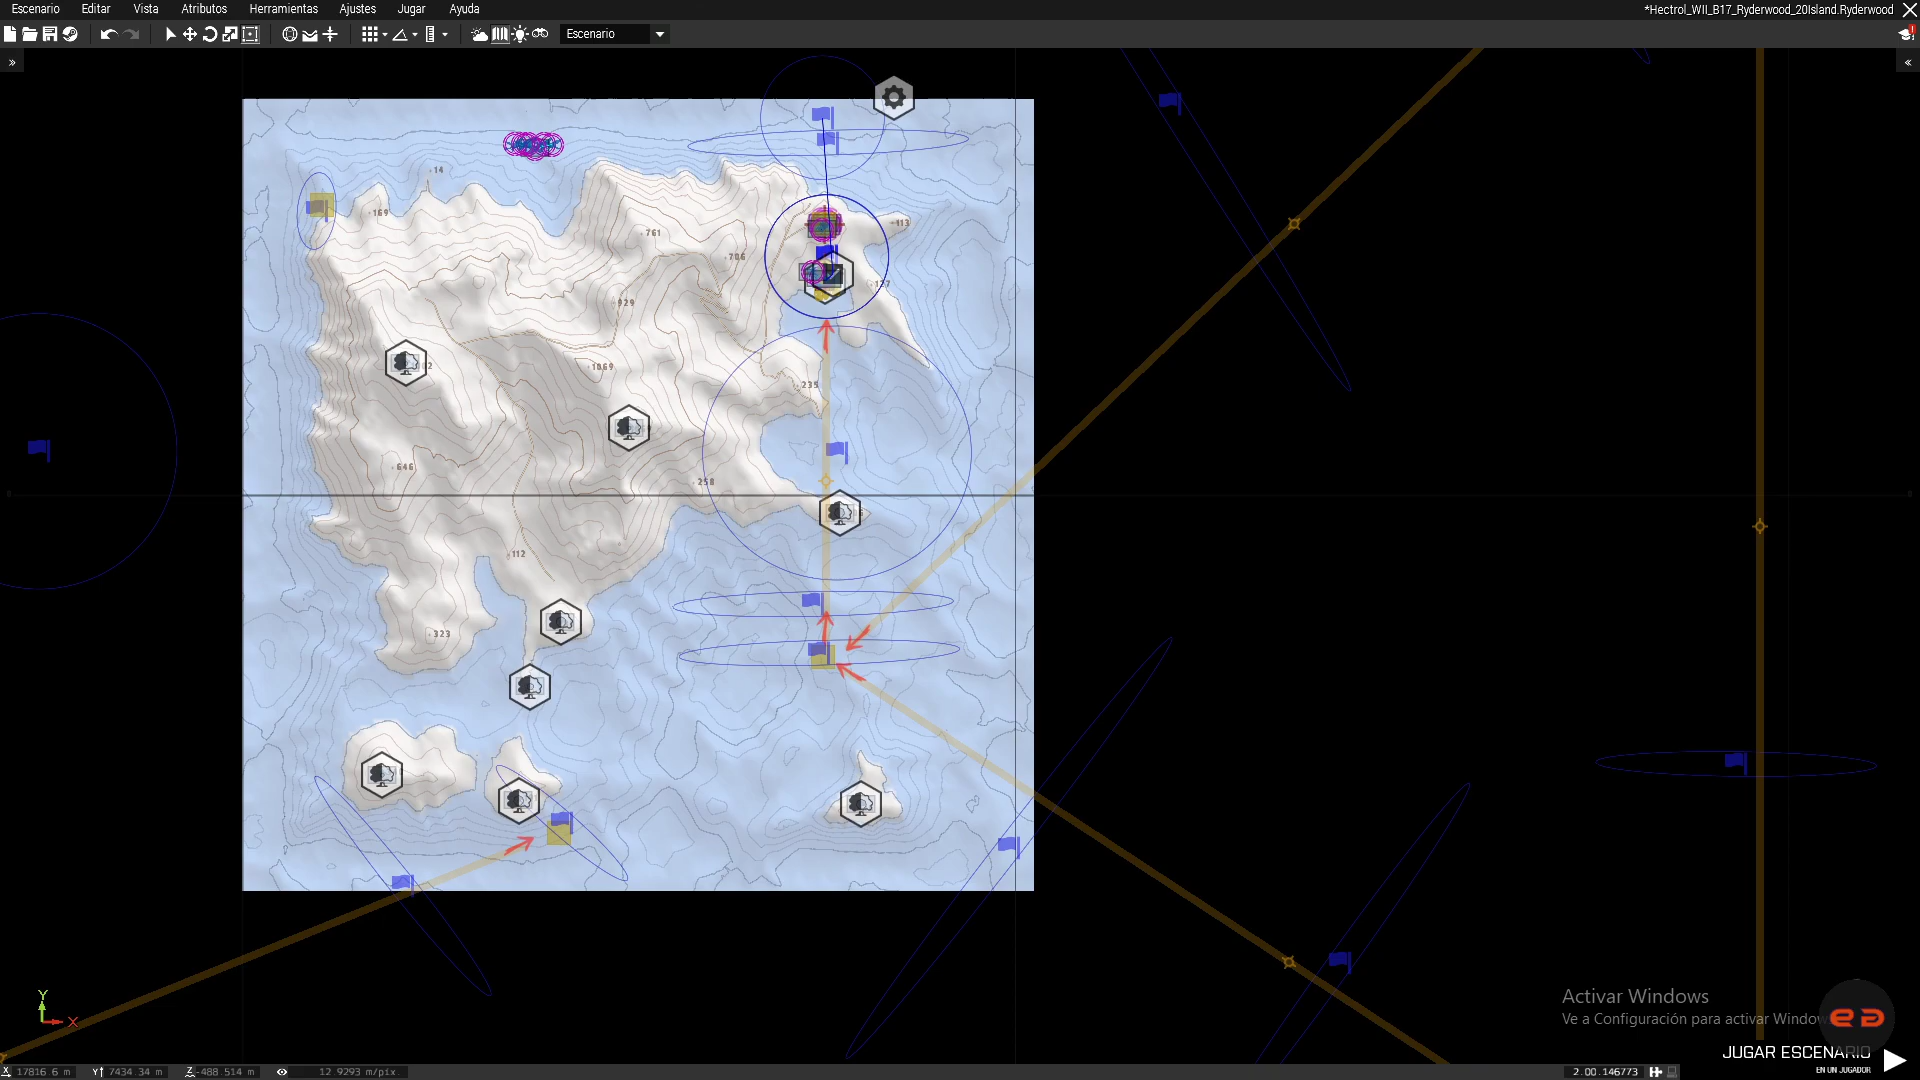 Escenario Editar Vista Atributos Herramientas Ajustes Jugar Ayuda
*Hectrol_WII_B17_Ryderwood_20Island.Ryderwood
Escenario
14
169
761
113
706
127
929
1069
235
646
258
112
323
Activar Windows
Ve a Configuración para activar Window
JUGAR ESCENARIO
EN UN JUGADOR
Y
X
X 17816.6 m Y 7434.34 m Z -488.514 m 12.9293 m/pix.
2.00.146773